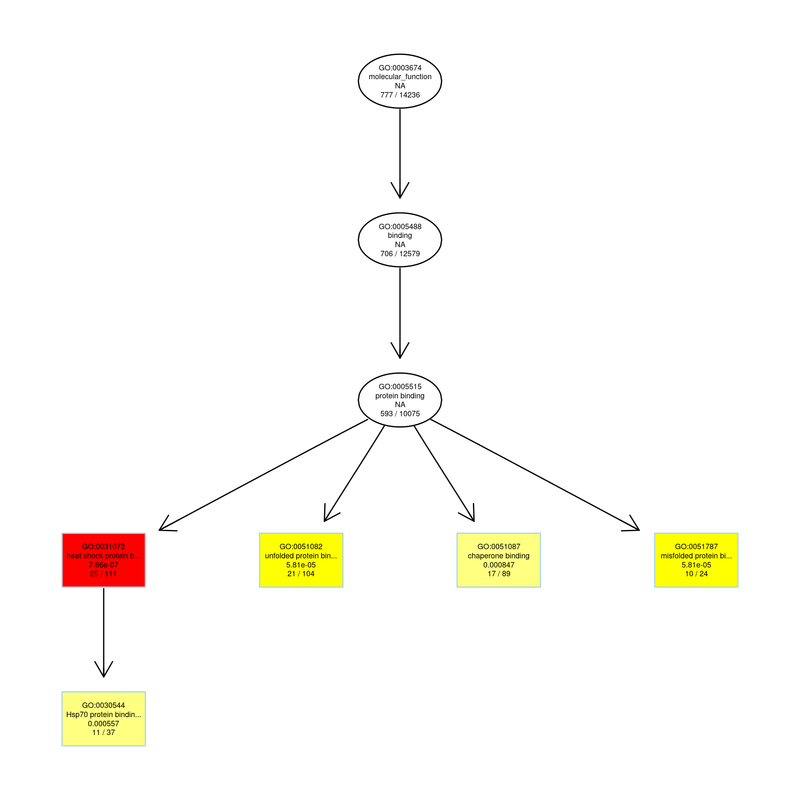 GO:0003674
molecular_function
NA
777 / 14236
GO:0005488
binding
NA
706 / 12579
GO:0005515
protein binding
NA
593 / 10075
GO:0031072
heat shock protein b...
7.86e-07
25 / 111
GO:0051082
unfolded protein bin...
5.81e-05
21 / 104
GO:0051087
chaperone binding
0.000847
17 / 89
GO:0051787
misfolded protein bi...
5.81e-05
10 / 24
GO:0030544
Hsp70 protein bindin...
0.000557
11 / 37